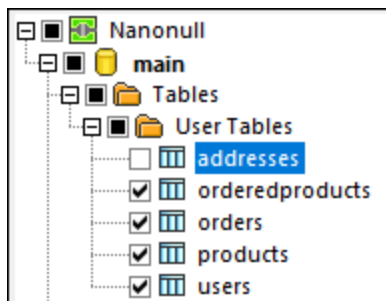 Nanonull
main
Tables
User Tables
addresses
orderedproducts
orders
products
users